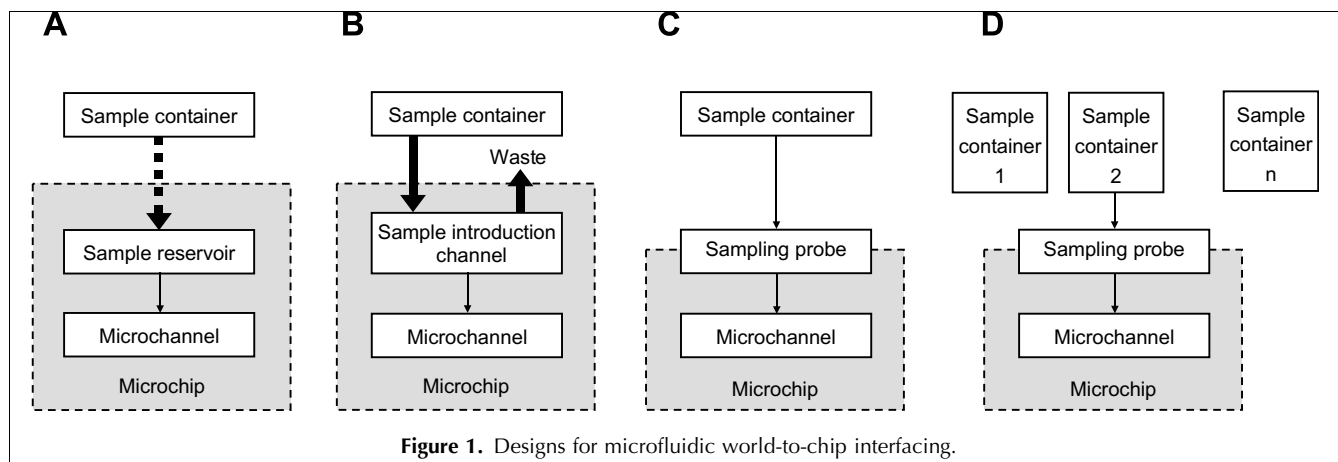 A
B
C
D
Sample container
Sample reservoir
Microchannel
Microchip
Sample container
Waste
Sample introduction
channel
Microchannel
Microchip
Sample container
Sampling probe
Microchannel
Microchip
Sample
container
1
Sample
container
2
Sample
container
n
Sampling probe
Microchannel
Microchip
Figure 1. Designs for microfluidic world-to-chip interfacing.